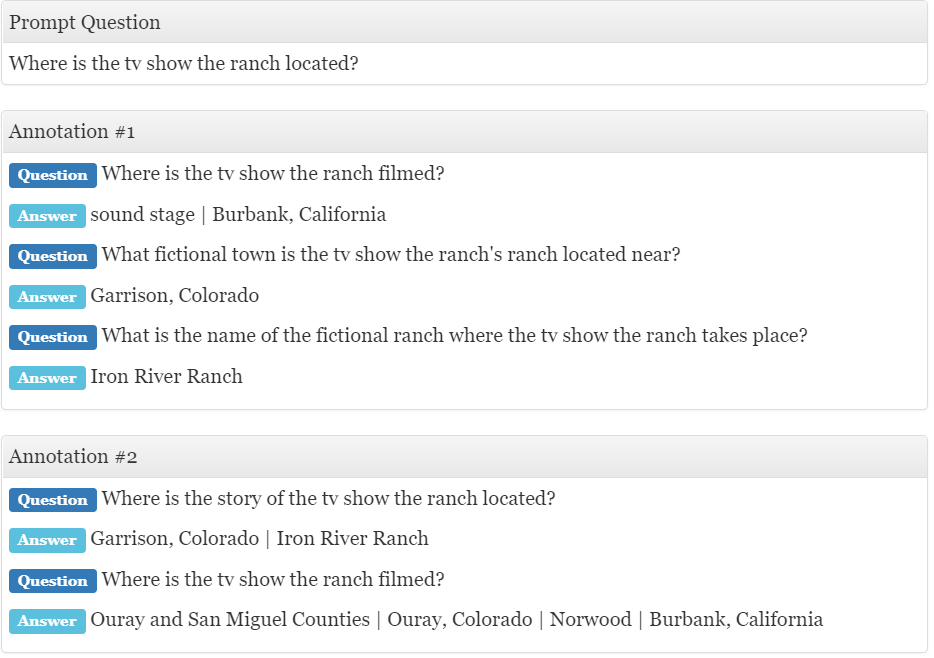 Prompt Question
Where is the tv show the ranch located?
Annotation #1
Question Where is the tv show the ranch filmed?
Answer sound stage | Burbank, California
Question What fictional town is the tv show the ranch's ranch located near?
Answer Garrison, Colorado
Question What is the name of the fictional ranch where the tv show the ranch takes place?
Answer Iron River Ranch
Annotation #2
Question Where is the story of the tv show the ranch located?
Answer Garrison, Colorado | Iron River Ranch
Question Where is the tv show the ranch filmed?
Answer Ouray and San Miguel Counties | Ouray, Colorado | Norwood | Burbank, California